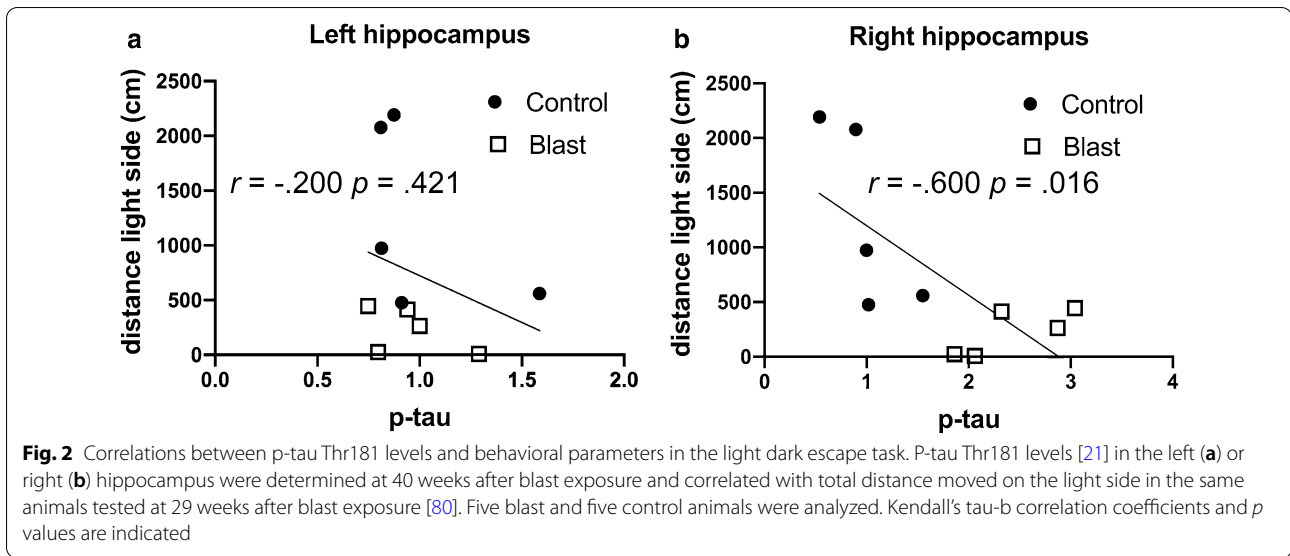 a
Left hippocampus
distance light side (cm)
2500
2000
1500
1000
500
0
0.0
0.5
1.0
1.5
2.0
p-tau
Control
Blast
r = -.200 p = .421
b
Right hippocampus
distance light side (cm)
2500
2000
1500
1000
500
0
0
1
2
3
4
p-tau
Control
Blast
r = -.600 p = .016
Fig. 2 Correlations between p-tau Thr181 levels and behavioral parameters in the light dark escape task. P-tau Thr181 levels [21] in the left (a) or
right (b) hippocampus were determined at 40 weeks after blast exposure and correlated with total distance moved on the light side in the same
animals tested at 29 weeks after blast exposure [80]. Five blast and five control animals were analyzed. Kendall's tau-b correlation coefficients and p
values are indicated